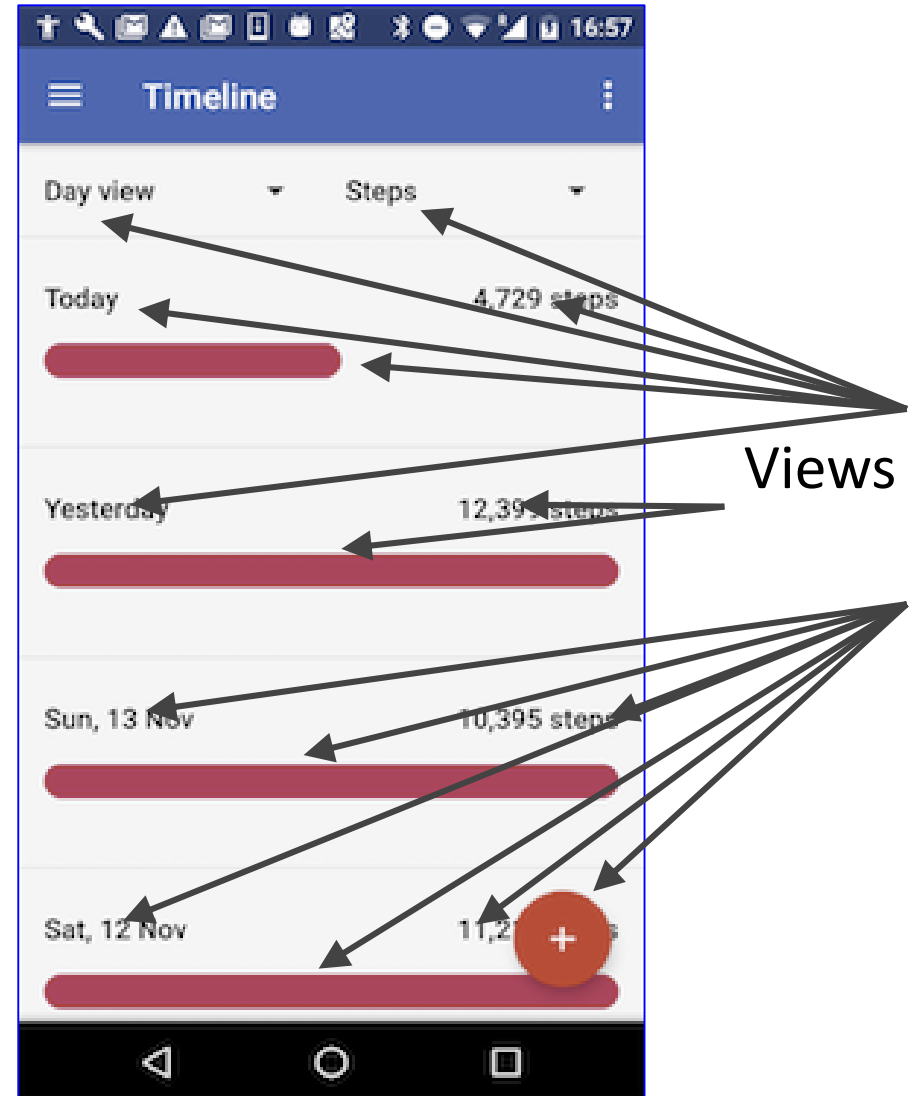 16:57
Timeline
Day view Steps
Today 4,729 steps
Views
Yesterday steps
Sun, 13 Nov 10,395 steps
Sat, 12 Nov
+